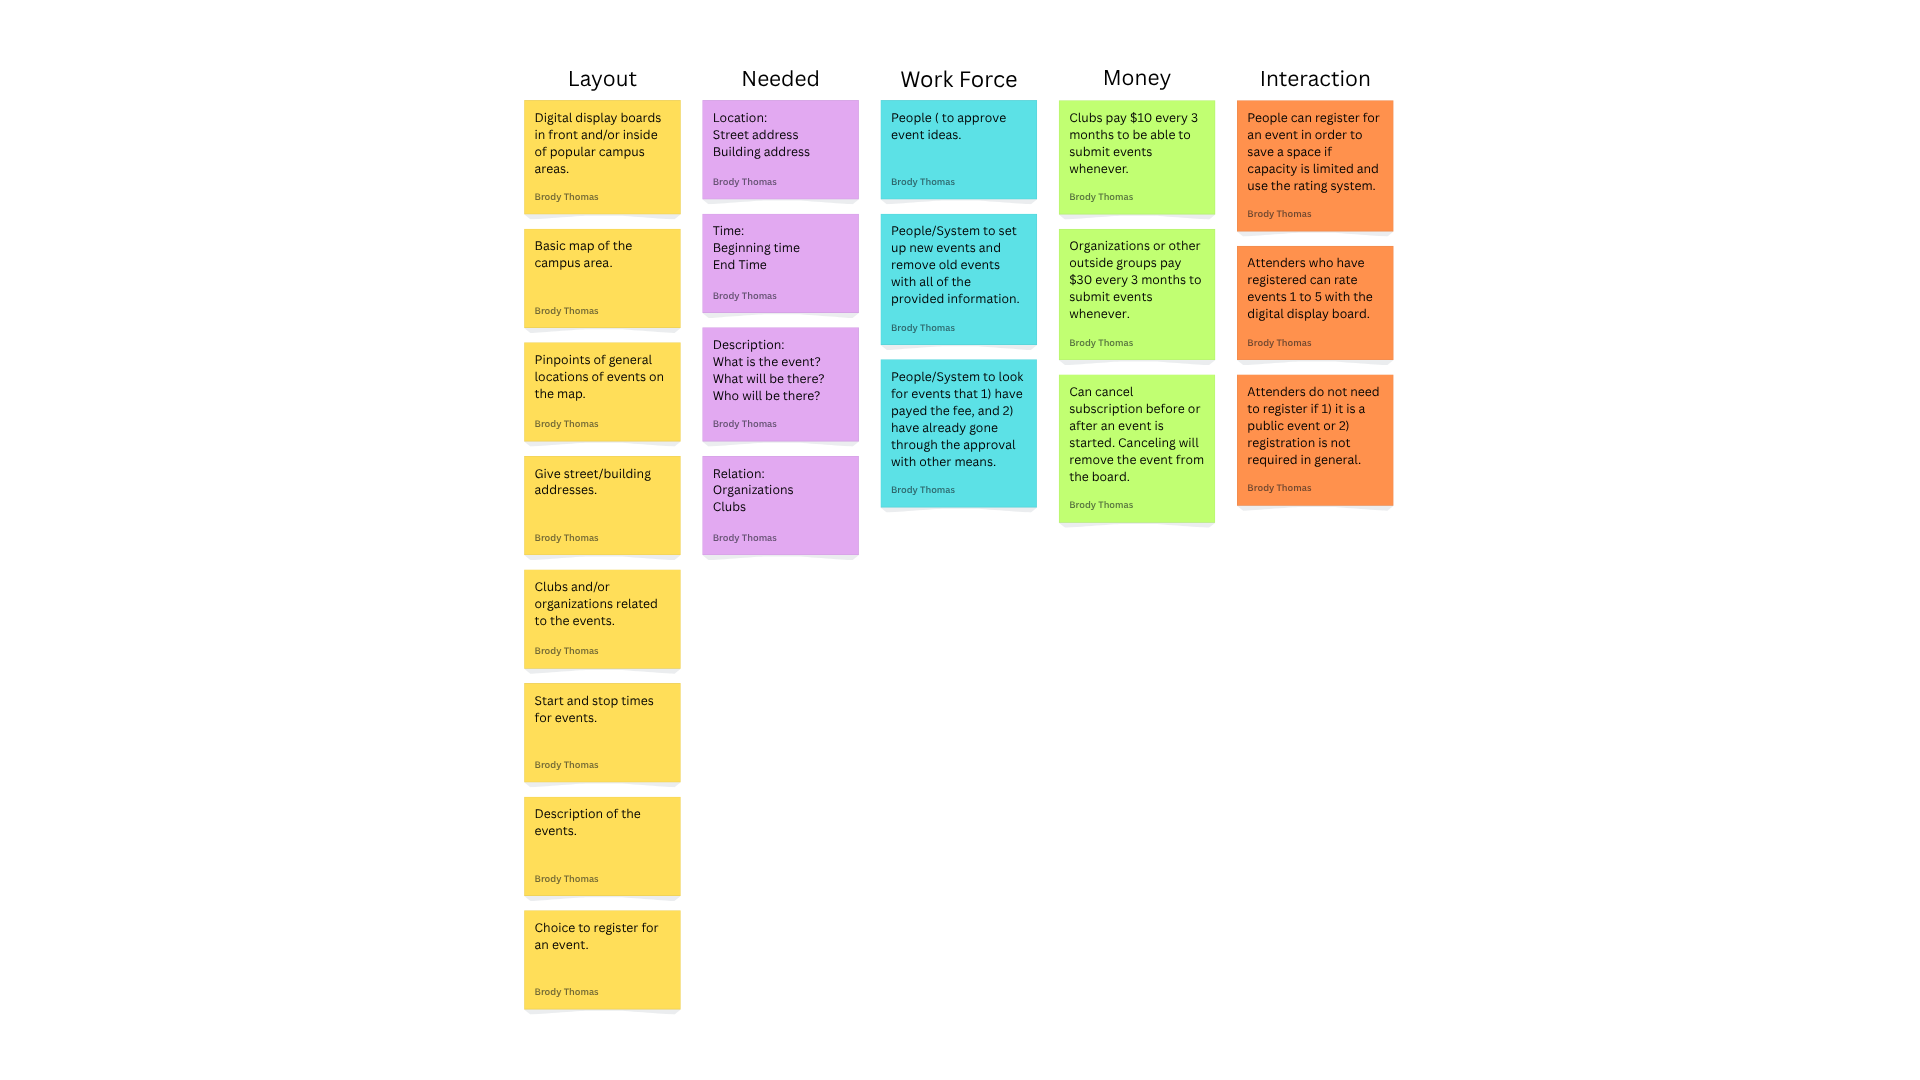 Layout
Digital display boards
in front and/or inside
of popular campus
areas.
Brody Thomas
Basic map of the
campus area.
Brody Thomas
Pinpoints of general
locations of events on
the map.
Brody Thomas
Give street/building
addresses.
Brody Thomas
Clubs and/or
organizations related
to the events.
Brody Thomas
Start and stop times
for events.
Brody Thomas
Description of the
events.
Brody Thomas
Choice to register for
an event.
Brody Thomas
Needed
Location:
Street address
Building address
Brody Thomas
Time:
Beginning time
End Time
Brody Thomas
Description:
What is the event?
What will be there?
Who will be there?
Brody Thomas
Relation:
Organizations
Clubs
Brody Thomas
Work Force
People ( to approve
event ideas.
Brody Thomas
People/System to set
up new events and
remove old events
with all of the
provided information.
Brody Thomas
People/System to look
for events that 1) have
payed the fee, and 2)
have already gone
through the approval
with other means.
Brody Thomas
Money
Clubs pay $10 every 3
months to be able to
submit events
whenever.
Brody Thomas
Organizations or other
outside groups pay
$30 every 3 months to
submit events
whenever.
Brody Thomas
Can cancel
subscription before or
after an event is
started. Canceling will
remove the event from
the board.
Brody Thomas
Interaction
People can register for
an event in order to
save a space if
capacity is limited and
use the rating system.
Brody Thomas
Attenders who have
registered can rate
events 1 to 5 with the
digital display board.
Brody Thomas
Attenders do not need
to register if 1) it is a
public event or 2)
registration is not
required in general.
Brody Thomas